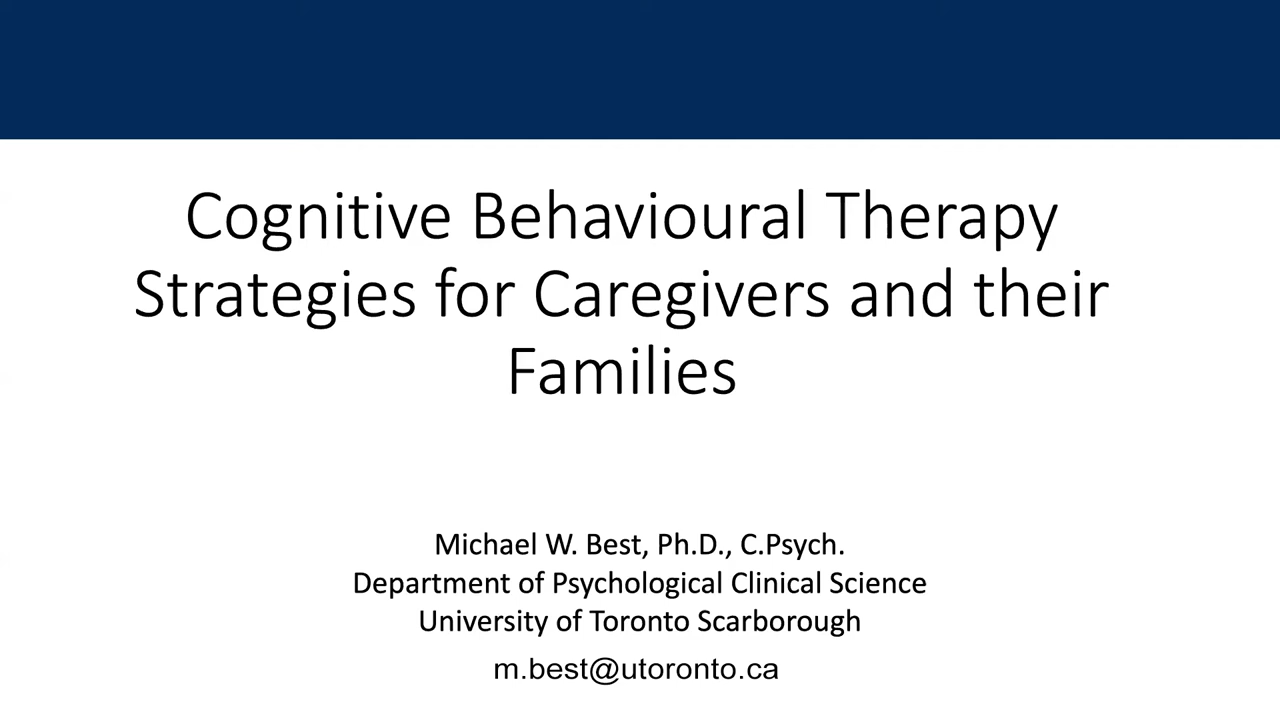 Cognitive Behavioural Therapy
Strategies for Caregivers and their
Families
Michael W. Best, Ph.D., C.Psych.
Department of Psychological Clinical Science
University of Toronto Scarborough
m.best@utoronto.ca